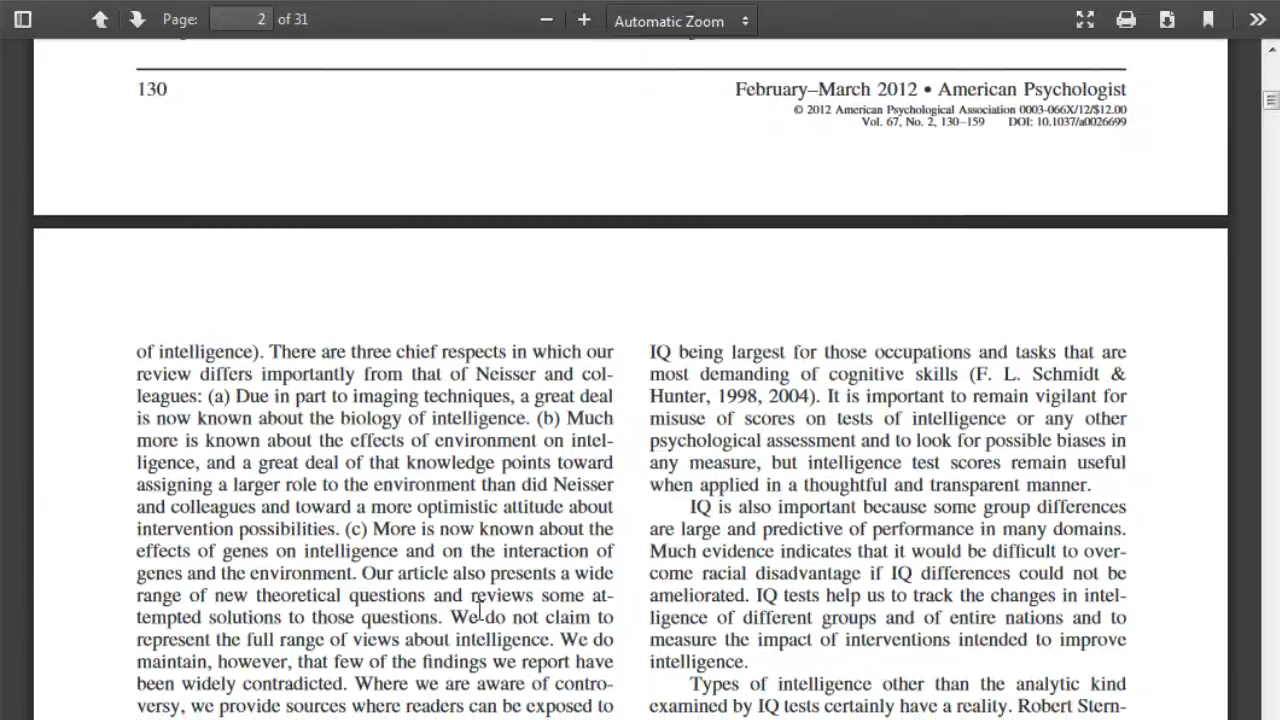 Page: 2 of 31
Automatic Zoom
130
February–March 2012 • American Psychologist
© 2012 American Psychological Association 0003-066X/12/$12.00
Vol. 67, No. 2, 130–159 DOI: 10.1037/a0026699
of intelligence). There are three chief respects in which our
review differs importantly from that of Neisser and col-
leagues: (a) Due in part to imaging techniques, a great deal
is now known about the biology of intelligence. (b) Much
more is known about the effects of environment on intel-
ligence, and a great deal of that knowledge points toward
assigning a larger role to the environment than did Neisser
and colleagues and toward a more optimistic attitude about
intervention possibilities. (c) More is now known about the
effects of genes on intelligence and on the interaction of
genes and the environment. Our article also presents a wide
range of new theoretical questions and reviews some at-
tempted solutions to those questions. We do not claim to
represent the full range of views about intelligence. We do
maintain, however, that few of the findings we report have
been widely contradicted. Where we are aware of contro-
versy, we provide sources where readers can be exposed to
IQ being largest for those occupations and tasks that are
most demanding of cognitive skills (F. L. Schmidt &
Hunter, 1998, 2004). It is important to remain vigilant for
misuse of scores on tests of intelligence or any other
psychological assessment and to look for possible biases in
any measure, but intelligence test scores remain useful
when applied in a thoughtful and transparent manner.
IQ is also important because some group differences
are large and predictive of performance in many domains.
Much evidence indicates that it would be difficult to over-
come racial disadvantage if IQ differences could not be
ameliorated. IQ tests help us to track the changes in intel-
ligence of different groups and of entire nations and to
measure the impact of interventions intended to improve
intelligence.
Types of intelligence other than the analytic kind
examined by IQ tests certainly have a reality. Robert Stern-